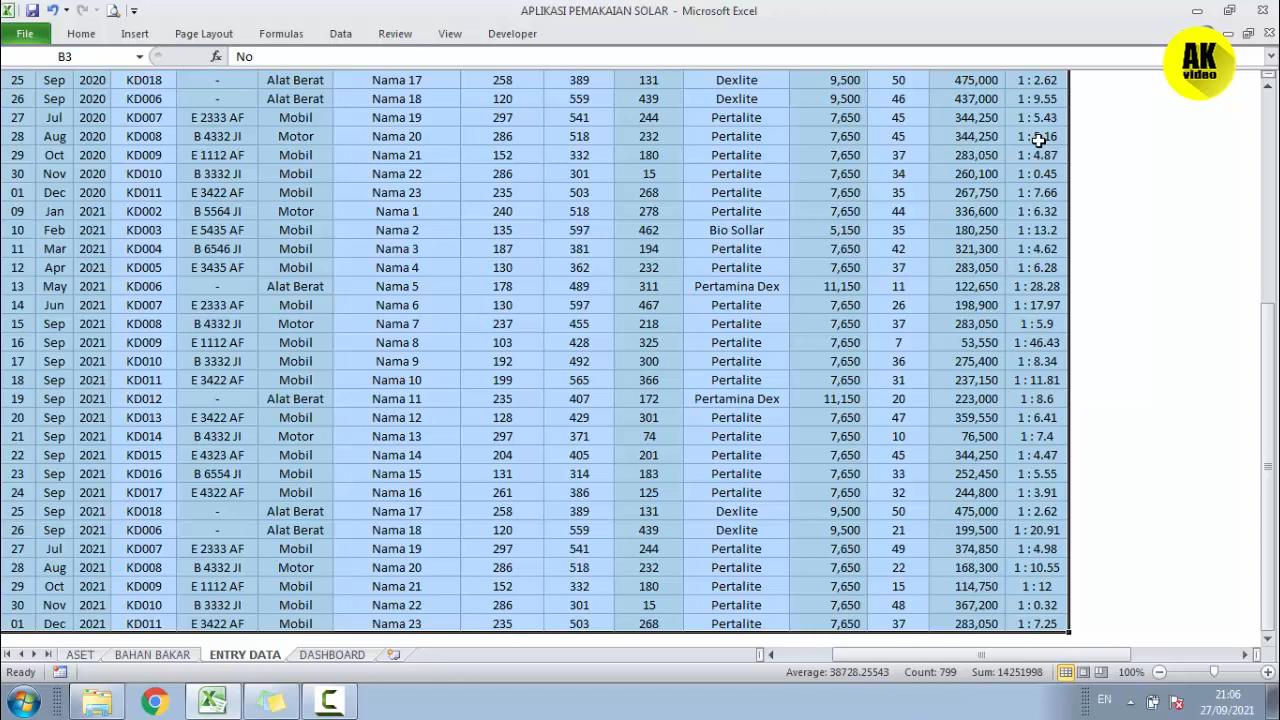 APLIKASI PEMAKAIAN SOLAR - Microsoft Excel
File Home Insert Page Layout Formulas Data Review View Developer
AK
video
B3 fx No
25 Sep 2020 KD018 - Alat Berat Nama 17 258 389 131 Dexlite 9,500 50 475,000 1 : 2.62
26 Sep 2020 KD006 - Alat Berat Nama 18 120 559 439 Dexlite 9,500 46 437,000 1 : 9.55
27 Jul 2020 KD007 E 2333 AF Mobil Nama 19 297 541 244 Pertalite 7,650 45 344,250 1 : 5.43
28 Aug 2020 KD008 B 4332 JI Motor Nama 20 286 518 232 Pertalite 7,650 45 344,250
29 Oct 2020 KD009 E 1112 AF Mobil Nama 21 152 332 180 Pertalite 7,650 37 283,050 1 : 4.87
30 Nov 2020 KD010 B 3332 JI Mobil Nama 22 286 301 15 Pertalite 7,650 34 260,100 1 : 0.45
01 Dec 2020 KD011 E 3422 AF Mobil Nama 23 235 503 268 Pertalite 7,650 35 267,750 1 : 7.66
09 Jan 2021 KD002 B 5564 JI Motor Nama 1 240 518 278 Pertalite 7,650 44 336,600 1 : 6.32
10 Feb 2021 KD003 E 5435 AF Mobil Nama 2 135 597 462 Bio Sollar 5,150 35 180,250 1 : 13.2
11 Mar 2021 KD004 B 6546 JI Mobil Nama 3 187 381 194 Pertalite 7,650 42 321,300 1 : 4.62
12 Apr 2021 KD005 E 3435 AF Mobil Nama 4 130 362 232 Pertalite 7,650 37 283,050 1 : 6.28
13 May 2021 KD006 - Alat Berat Nama 5 178 489 311 Pertamina Dex 11,150 11 122,650 1 : 28.28
14 Jun 2021 KD007 E 2333 AF Mobil Nama 6 130 597 467 Pertalite 7,650 26 198,900 1 : 17.97
15 Sep 2021 KD008 B 4332 JI Motor Nama 7 237 455 218 Pertalite 7,650 37 283,050 1 : 5.9
16 Sep 2021 KD009 E 1112 AF Mobil Nama 8 103 428 325 Pertalite 7,650 7 53,550 1 : 46.43
17 Sep 2021 KD010 B 3332 JI Mobil Nama 9 192 492 300 Pertalite 7,650 36 275,400 1 : 8.34
18 Sep 2021 KD011 E 3422 AF Mobil Nama 10 199 565 366 Pertalite 7,650 31 237,150 1 : 11.81
19 Sep 2021 KD012 - Alat Berat Nama 11 235 407 172 Pertamina Dex 11,150 20 223,000 1 : 8.6
20 Sep 2021 KD013 E 3422 AF Mobil Nama 12 128 429 301 Pertalite 7,650 47 359,550 1 : 6.41
21 Sep 2021 KD014 B 4332 JI Motor Nama 13 297 371 74 Pertalite 7,650 10 76,500 1 : 7.4
22 Sep 2021 KD015 E 4323 AF Mobil Nama 14 204 405 201 Pertalite 7,650 45 344,250 1 : 4.47
23 Sep 2021 KD016 B 6554 JI Mobil Nama 15 131 314 183 Pertalite 7,650 33 252,450 1 : 5.55
24 Sep 2021 KD017 E 4322 AF Mobil Nama 16 261 386 125 Pertalite 7,650 32 244,800 1 : 3.91
25 Sep 2021 KD018 - Alat Berat Nama 17 258 389 131 Dexlite 9,500 50 475,000 1 : 2.62
26 Sep 2021 KD006 - Alat Berat Nama 18 120 559 439 Dexlite 9,500 21 199,500 1 : 20.91
27 Jul 2021 KD007 E 2333 AF Mobil Nama 19 297 541 244 Pertalite 7,650 49 374,850 1 : 4.98
28 Aug 2021 KD008 B 4332 JI Motor Nama 20 286 518 232 Pertalite 7,650 22 168,300 1 : 10.55
29 Oct 2021 KD009 E 1112 AF Mobil Nama 21 152 332 180 Pertalite 7,650 15 114,750 1 : 12
30 Nov 2021 KD010 B 3332 JI Mobil Nama 22 286 301 15 Pertalite 7,650 48 367,200 1 : 0.32
01 Dec 2021 KD011 E 3422 AF Mobil Nama 23 235 503 268 Pertalite 7,650 37 283,050 1 : 7.25
ASET BAHAN BAKAR ENTRY DATA DASHBOARD
Ready Average: 38728.25543 Count: 799 Sum: 14251998 100%
EN 21:06
27/09/2021